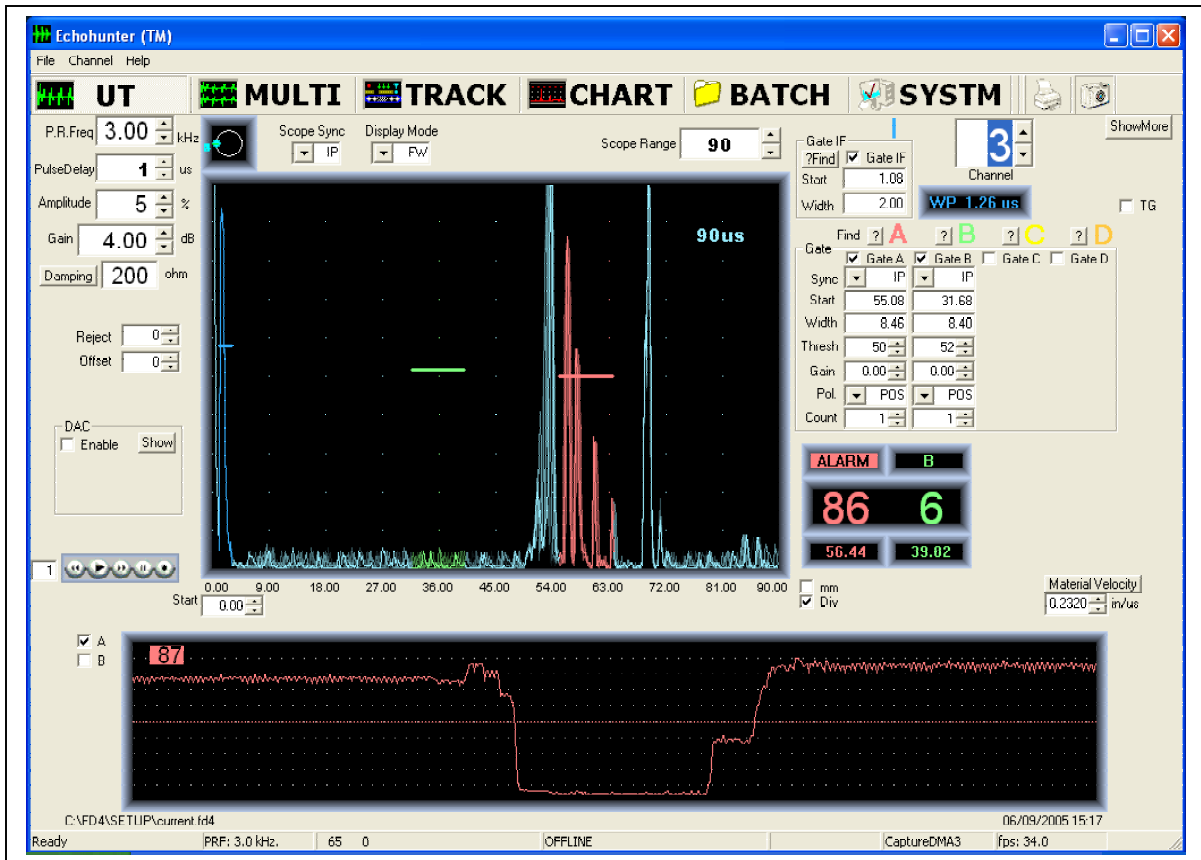 Echohunter (TM)
File Channel Help
UT MULTI TRACK CHART BATCH SYSTM
P.R.Freq 3.00 kHz
PulseDelay 1 us
Amplitude 5 %
Gain 4.00 dB
Damping 200 ohm
Reject 0
Offset 0
DAC
Enable Show
1
Scope Sync Display Mode
IP FW
Scope Range 90
90us
0.00 9.00 18.00 27.00 36.00 45.00 54.00 63.00 72.00 81.00 90.00
Start 0.00
Gate IF
?Find Gate IF
Start 1.08
Width 2.00
I
3
Channel
WP 1.26 us
ShowMore
TG
Find ? A ? B ? C ? D
Gate
Gate A Gate B Gate C Gate D
Sync IP IP
Start 55.08 31.68
Width 8.46 8.40
Thresh 50 52
Gain 0.00 0.00
Pol. POS POS
Count 1 1
ALARM B
86 6
56.44 39.02
mm
Div
Material Velocity
0.2320 in/us
A
B
87
C:\FD4\SETUP\current.fd4
06/09/2005 15:17
Ready PRF: 3.0 kHz. 65 0 OFFLINE CaptureDMA3 fps: 34.0